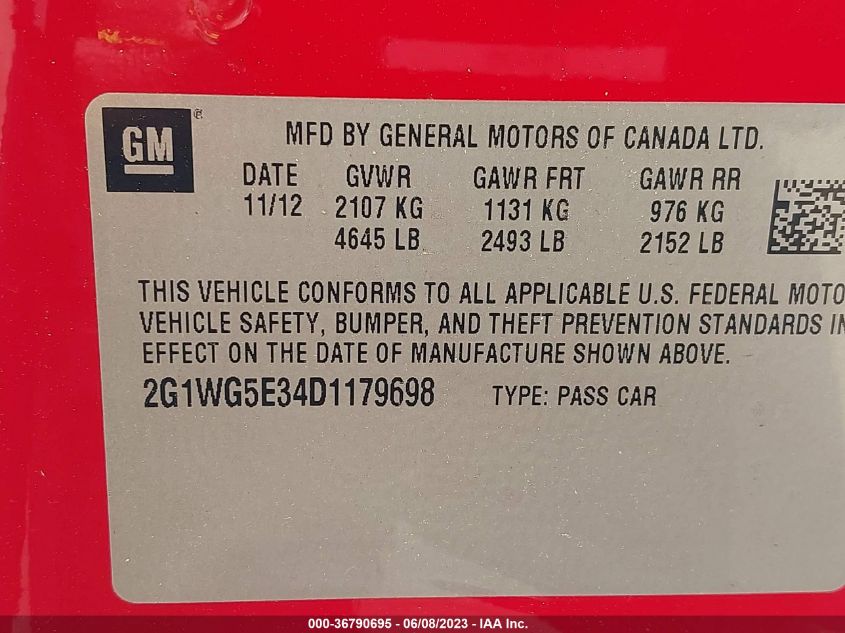 GM
MFD BY GENERAL MOTORS OF CANADA LTD.
DATE GVWR GAWR FRT GAWR RR
11/12 2107 KG 1131 KG 976 KG
4645 LB 2493 LB 2152 LB
THIS VEHICLE CONFORMS TO ALL APPLICABLE U.S. FEDERAL MOTO
VEHICLE SAFETY, BUMPER, AND THEFT PREVENTION STANDARDS IN
EFFECT ON THE DATE OF MANUFACTURE SHOWN ABOVE.
2G1WG5E34D1179698 TYPE: PASS CAR
000-36790695 - 06/08/2023 - IAA Inc.